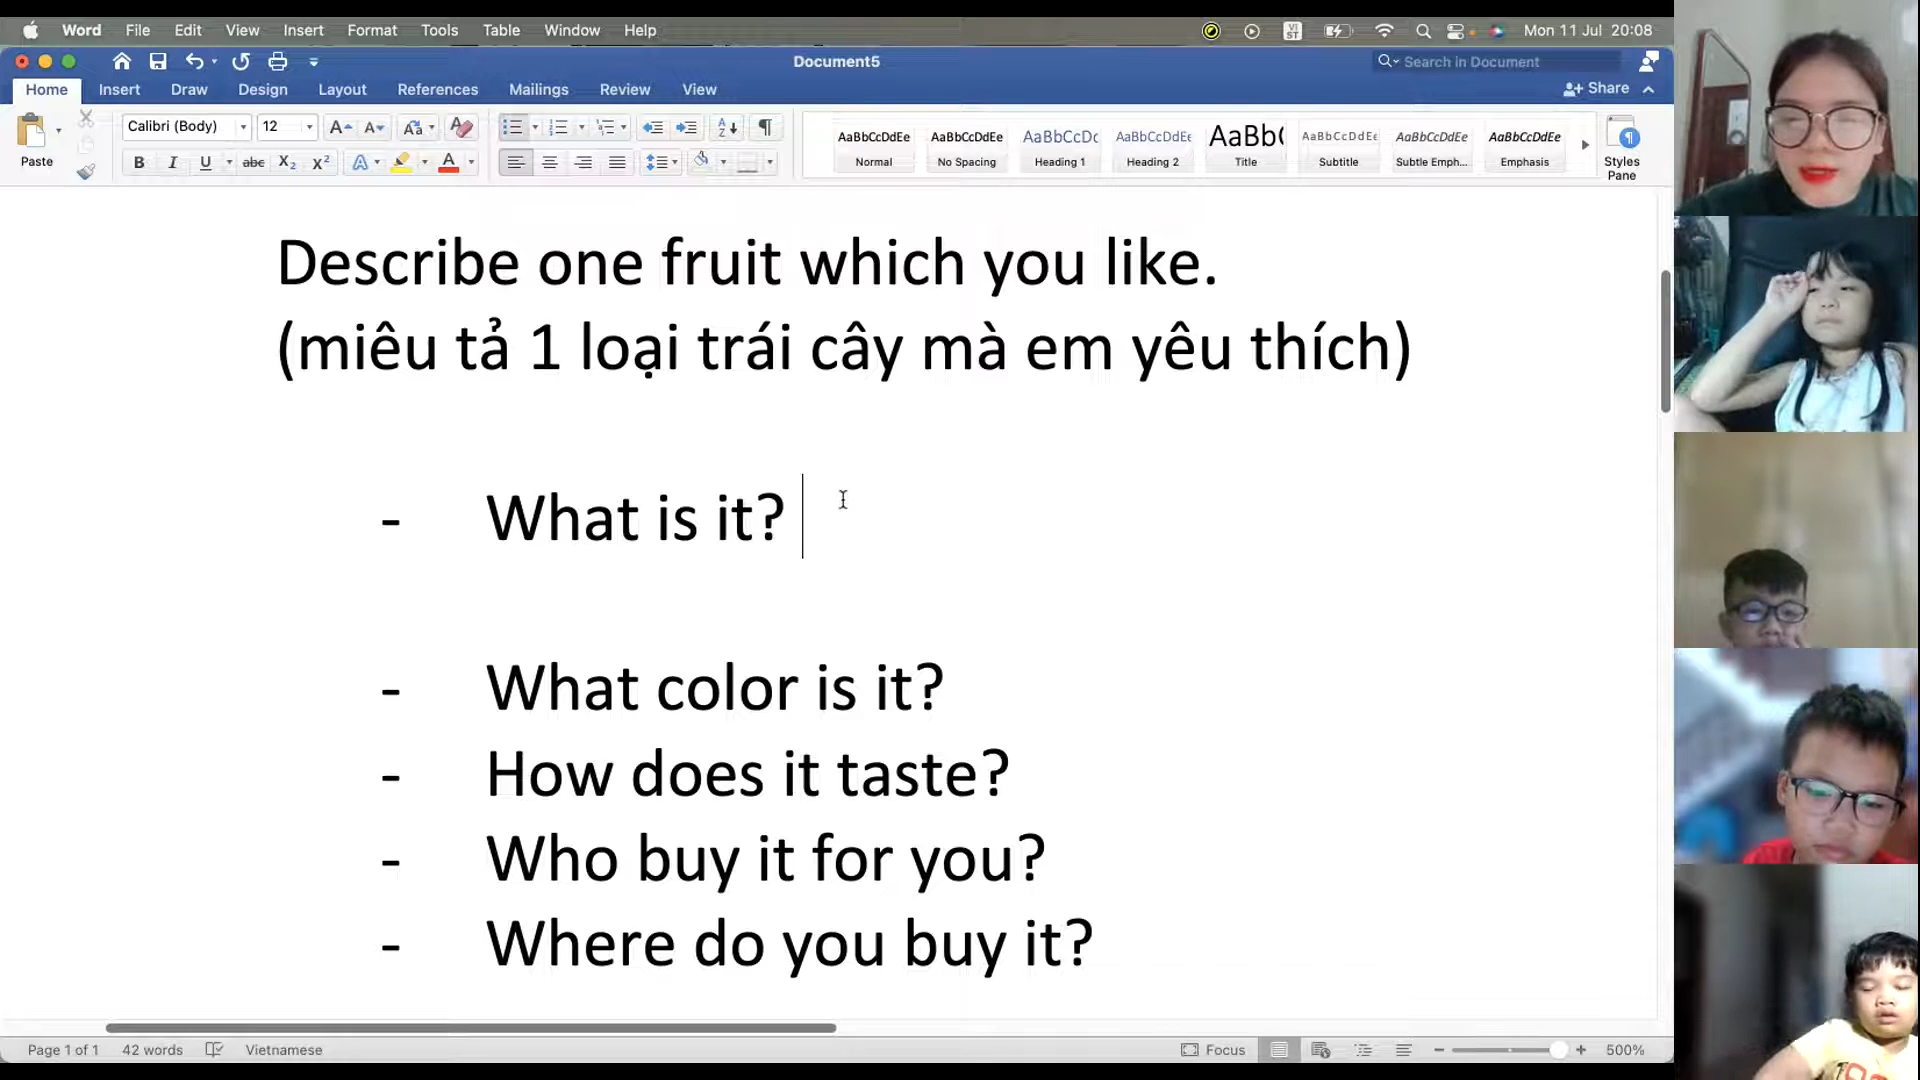 Word File Edit View Insert Format Tools Table Window Help VI ST Mon 11 Jul 20:08
Document5 Search in Document
Home Insert Draw Design Layout References Mailings Review View Share
Paste Calibri (Body) 12 AaBbCcDdEe AaBbCcDdEe AaBbCcDc AaBbCcDdEe AaBb( AaBbCcDdEe AaBbCcDdEe AaBbCcDdEe
Normal No Spacing Heading 1 Heading 2 Title Subtitle Subtle Emph... Emphasis Styles Pane
B I U abc X₂ X² A A
Describe one fruit which you like.
(miêu tả 1 loại trái cây mà em yêu thích)
- What is it?
- What color is it?
- How does it taste?
- Who buy it for you?
- Where do you buy it?
Page 1 of 1 42 words Vietnamese Focus 500%